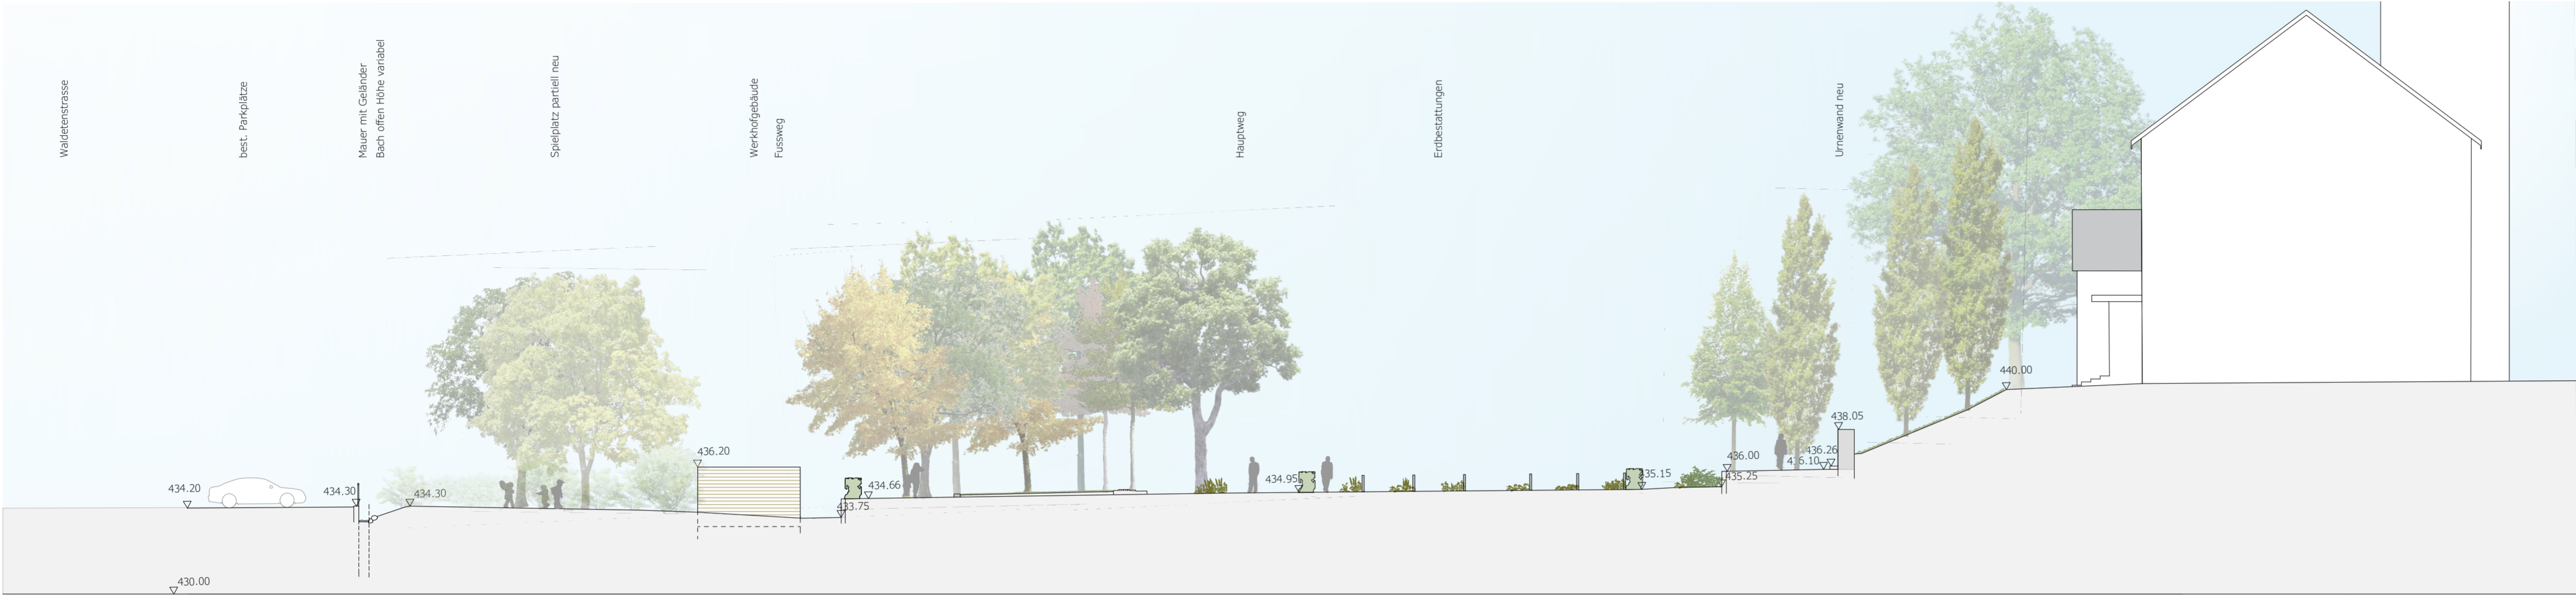 Waldetenstrasse
best. Parkplätze
Mauer mit Geländer
Bach offen Höhe variabel
Spielplatz partiell neu
Werkhofgebäude
Fussweg
Hauptweg
Erdbestattungen
Urnenwand neu
440.00
438.05
436.26
436.10
436.00
435.25
435.15
434.95
434.66
433.75
436.20
434.30
434.30
434.20
430.00